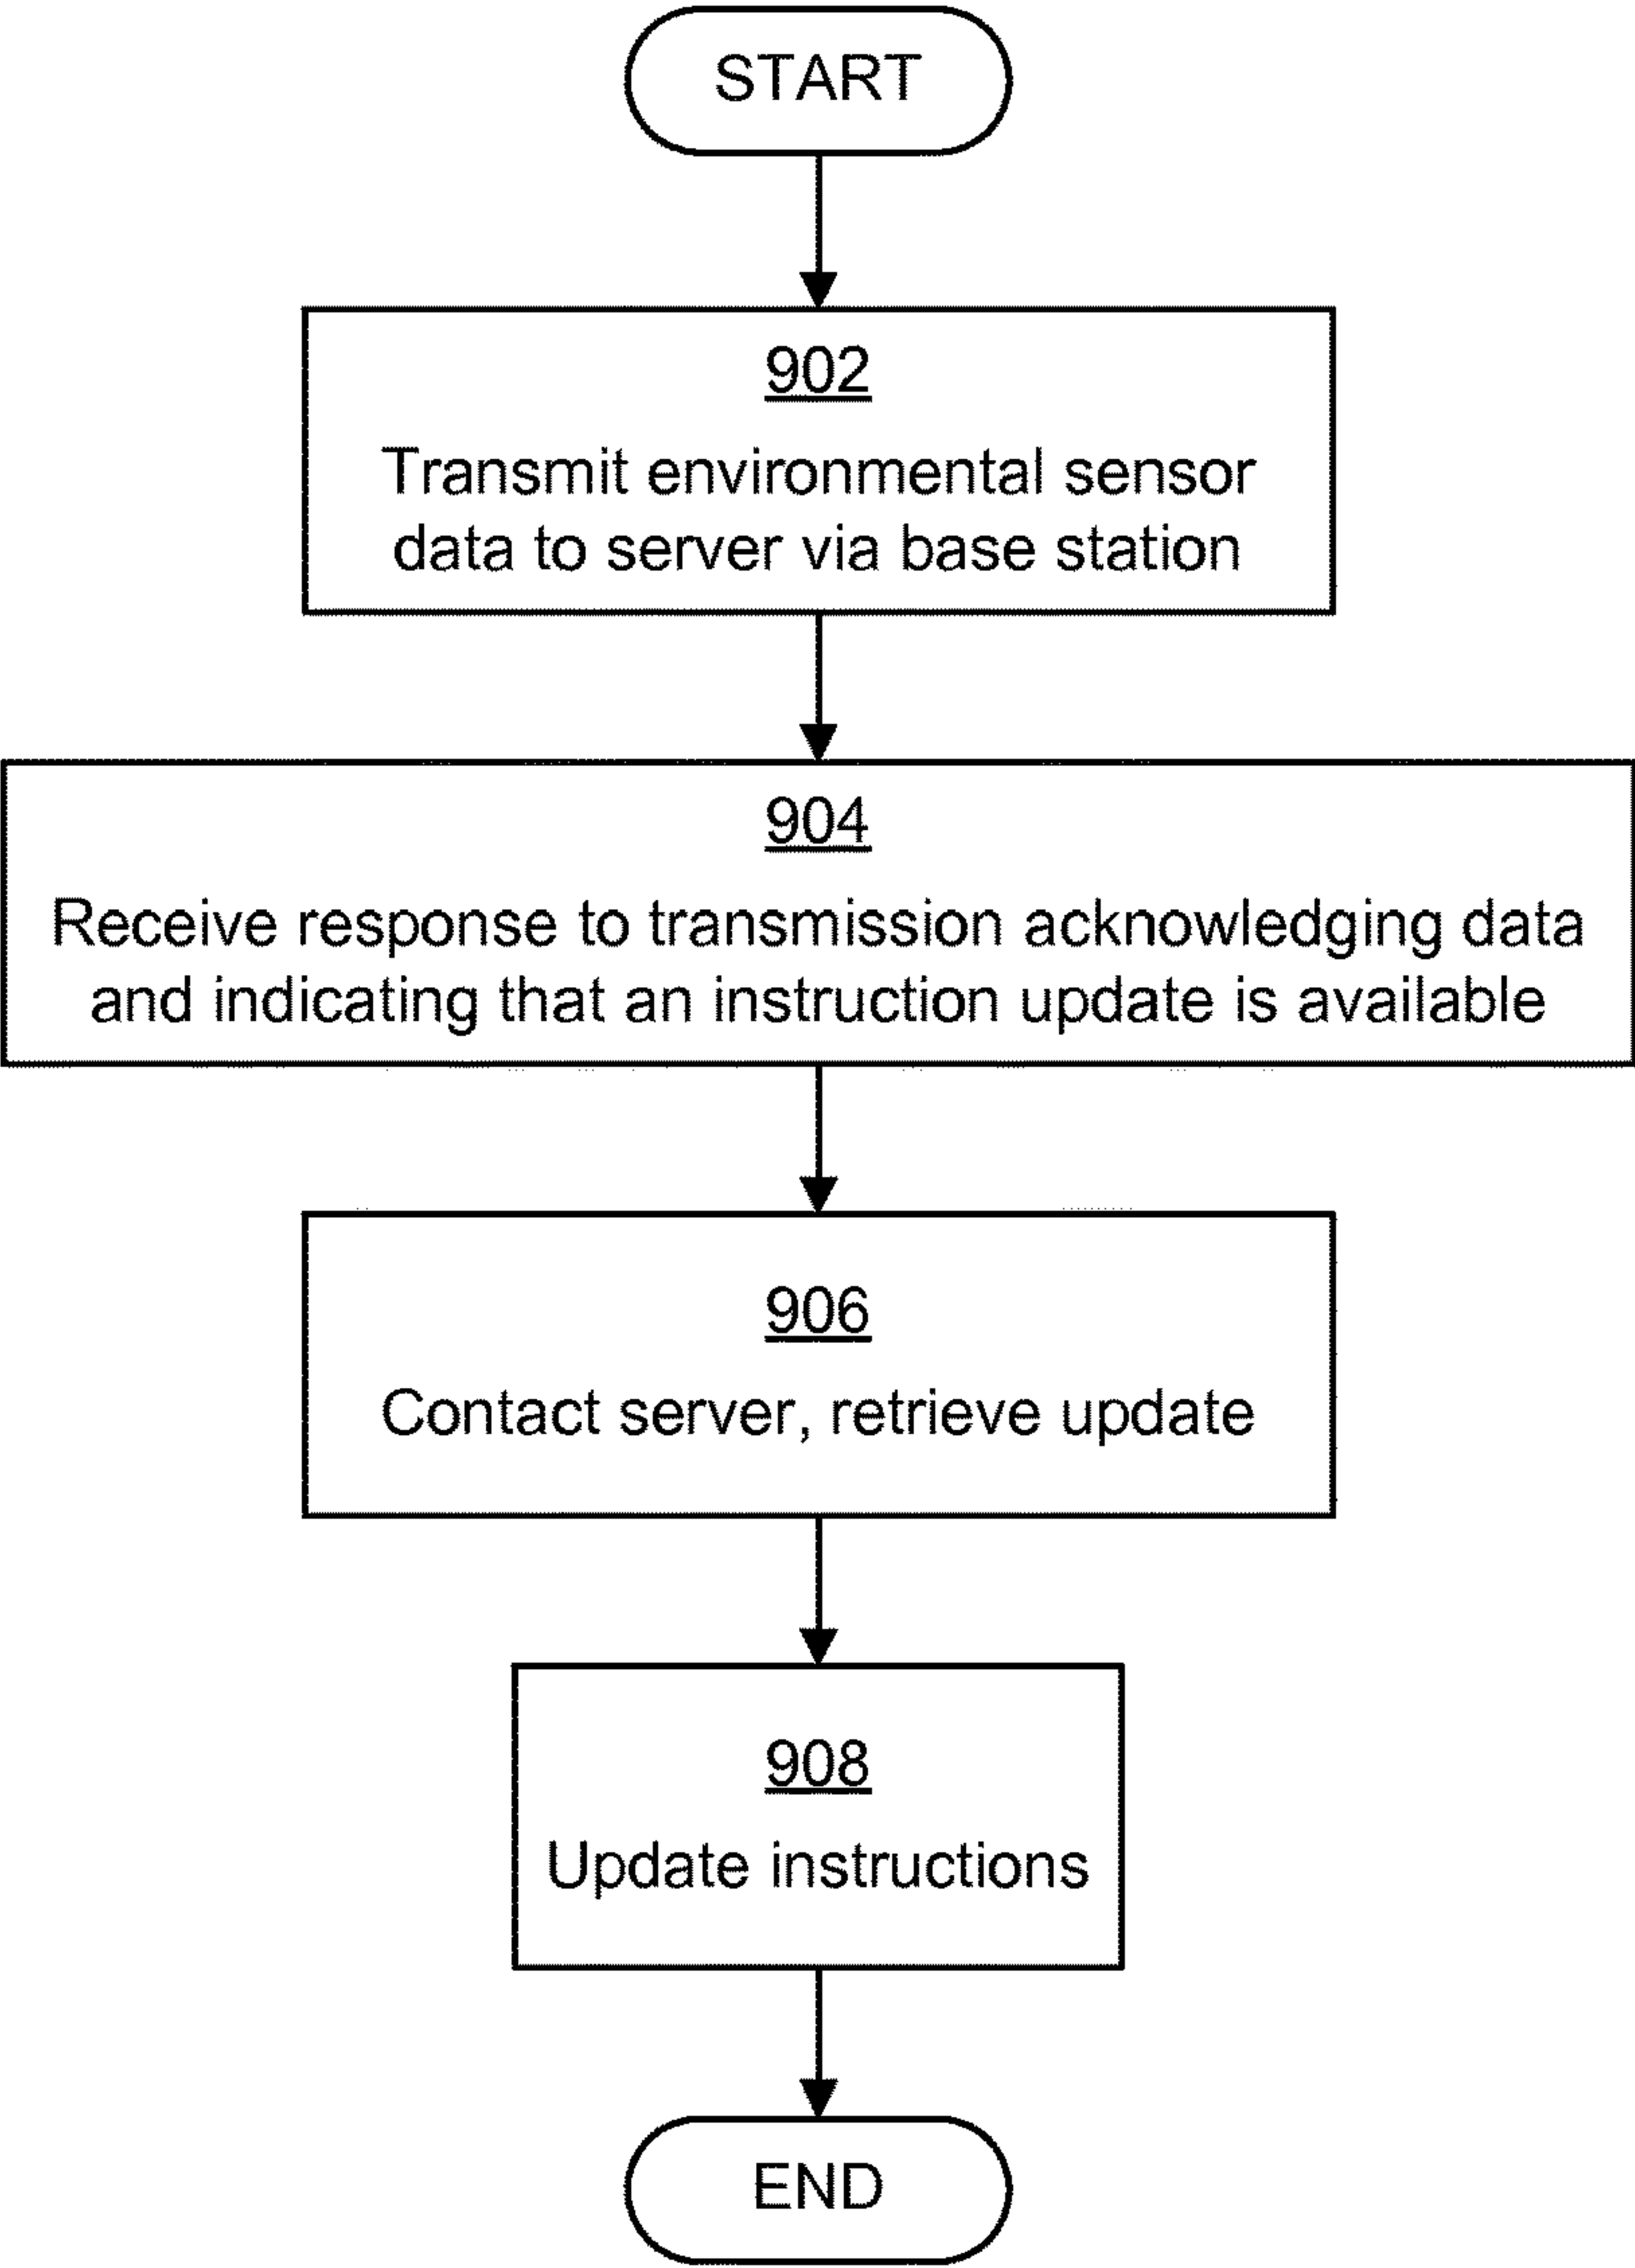 START
902
Transmit environmental sensor
data to server via base station
904
Receive response to transmission acknowledging data
and indicating that an instruction update is available
906
Contact server, retrieve update
908
Update instructions
END